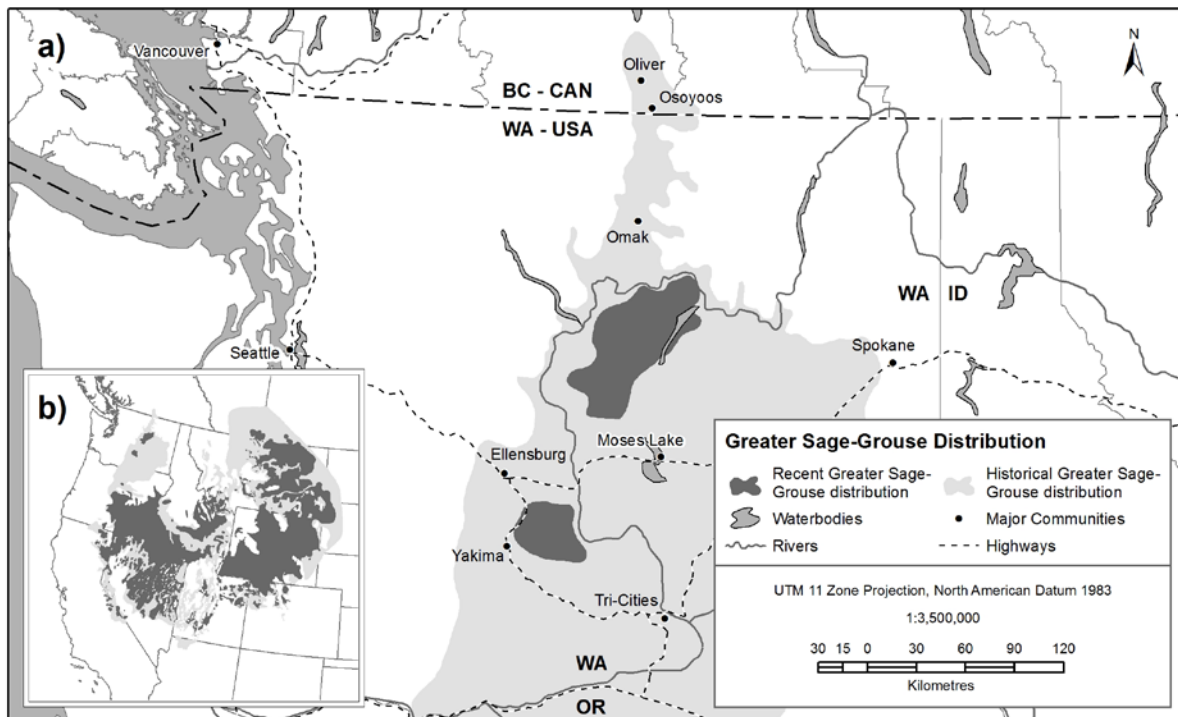 a)
N
Vancouver
Oliver
Osoyoos
BC - CAN
WA - USA
Omak
WA
ID
Seattle
Spokane
b)
Moses Lake
Ellensburg
Yakima
Tri-Cities
WA
OR
Greater Sage-Grouse Distribution
Recent Greater Sage-
Grouse distribution
Historical Greater Sage-
Grouse distribution
Waterbodies
Major Communities
Rivers
Highways
UTM 11 Zone Projection, North American Datum 1983
1:3,500,000
30 15 0 30 60 90 120
Kilometres